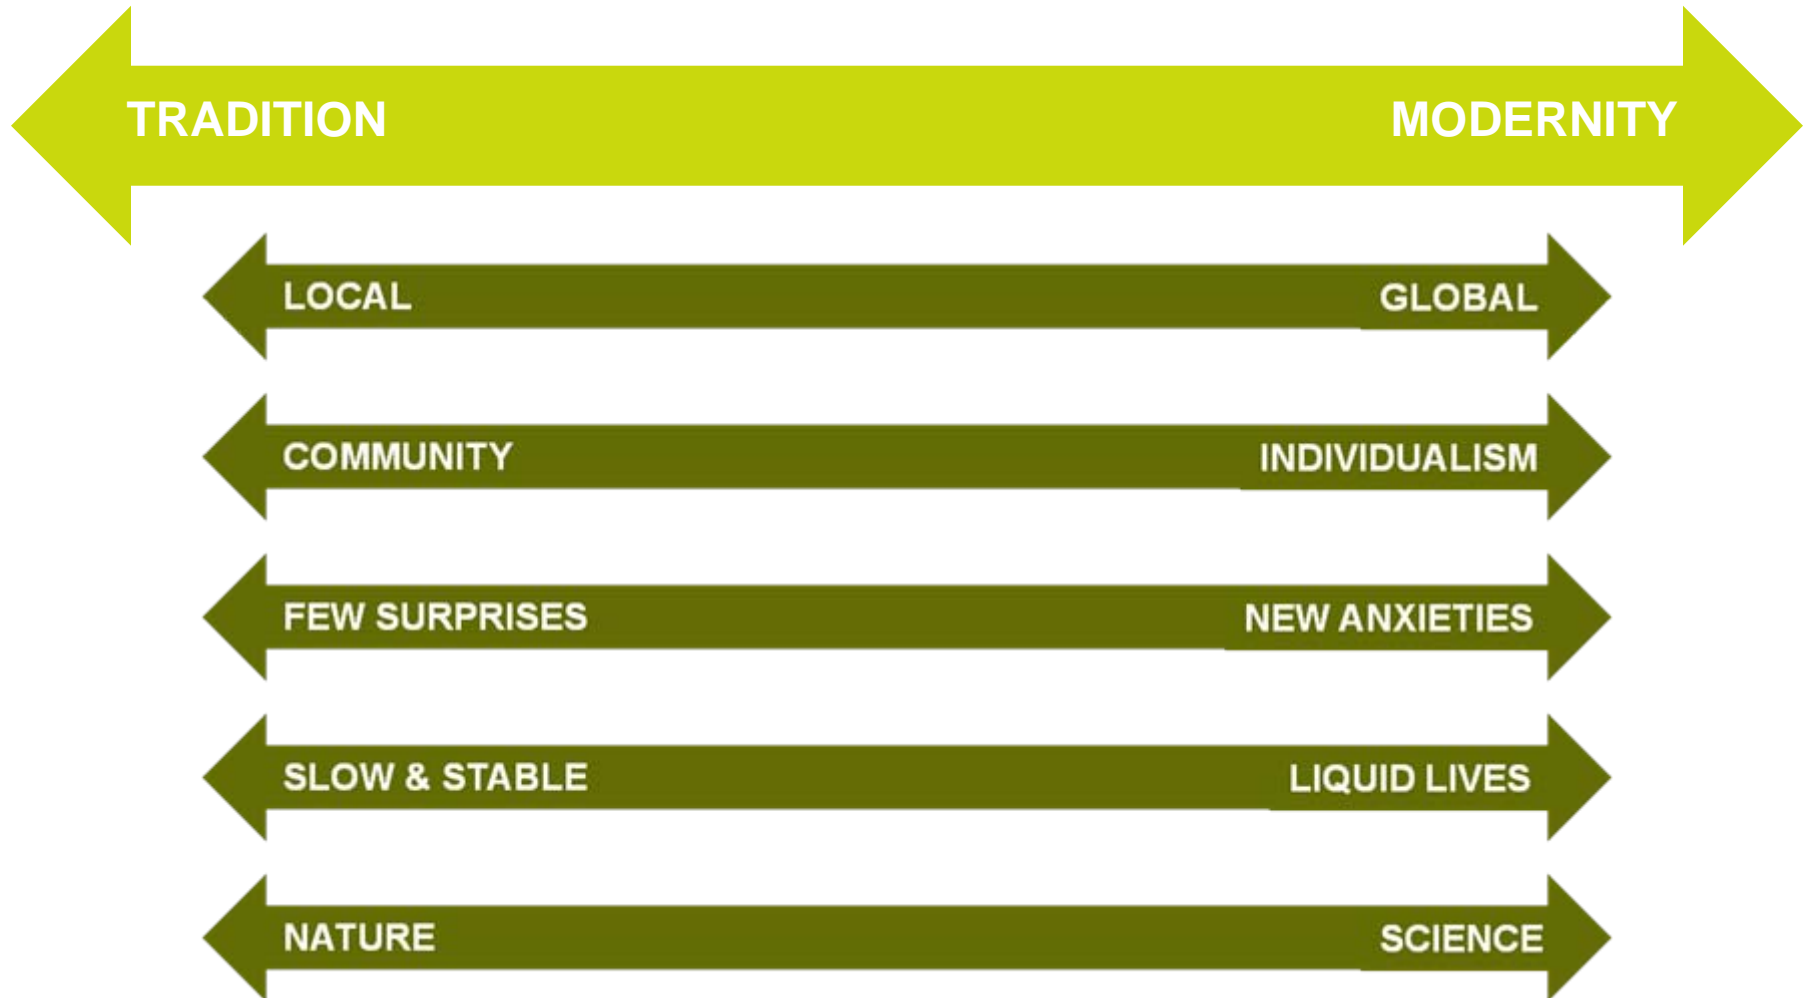 TRADITION MODERNITY
LOCAL GLOBAL
COMMUNITY INDIVIDUALISM
FEW SURPRISES NEW ANXIETIES
SLOW & STABLE LIQUID LIVES
NATURE SCIENCE